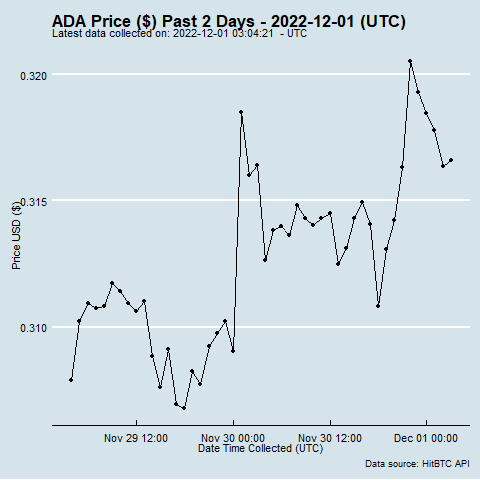 ADA Price ($) Past 2 Days - 2022-12-01 (UTC)
Latest data collected on: 2022-12-01 03:04:21  - UTC
0.320
0.315
0.310
Price USD ($)
Nov 29 12:00
Nov 30 00:00
Nov 30 12:00
Dec 01 00:00
Date Time Collected (UTC)
Data source: HitBTC API